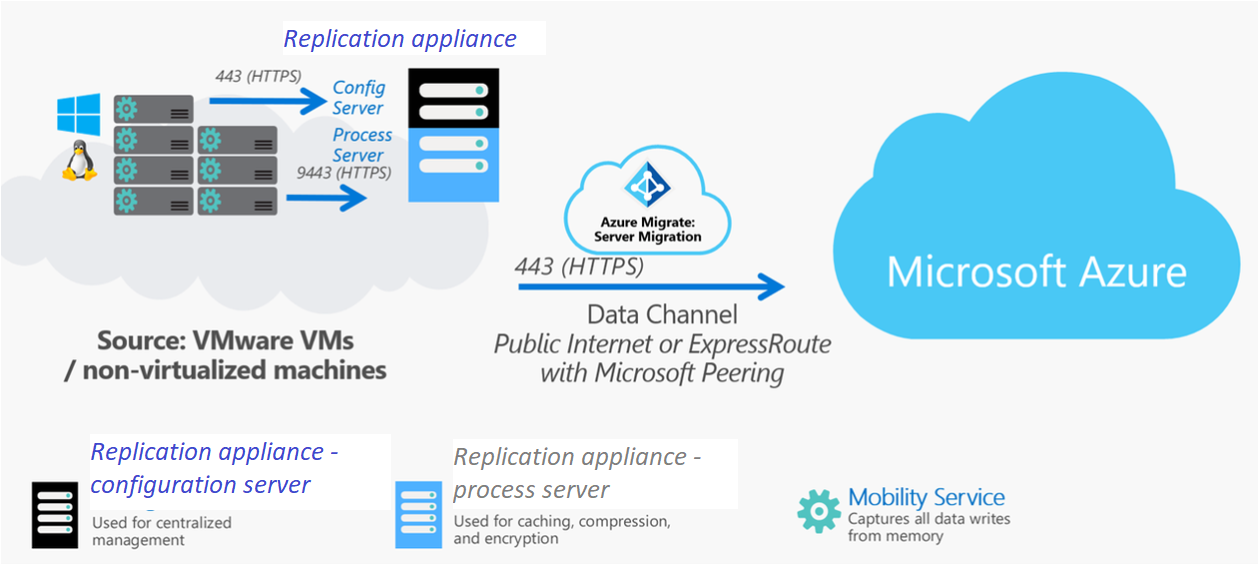 Replication appliance
443 (HTTPS)
Config
Server
Process
Server
9443 (HTTPS)
Azure Migrate:
Server Migration
443 (HTTPS)
Data Channel
Public Internet or ExpressRoute
with Microsoft Peering
Microsoft Azure
Source: VMware VMs
/ non-virtualized machines
Replication appliance -
configuration server
Used for centralized
management
Replication appliance -
process server
Used for caching, compression,
and encryption
Mobility Service
Captures all data writes
from memory